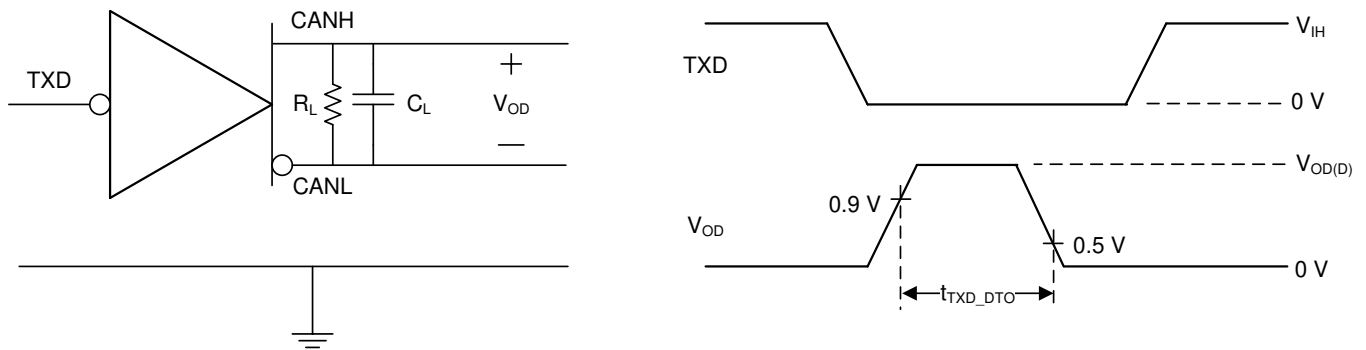 CANH
TXD
R_L
C_L
+
V_OD
—
CANL
TXD
V_IH
0 V
V_OD
0.9 V
V_OD(D)
0.5 V
0 V
t_TXD_DTO